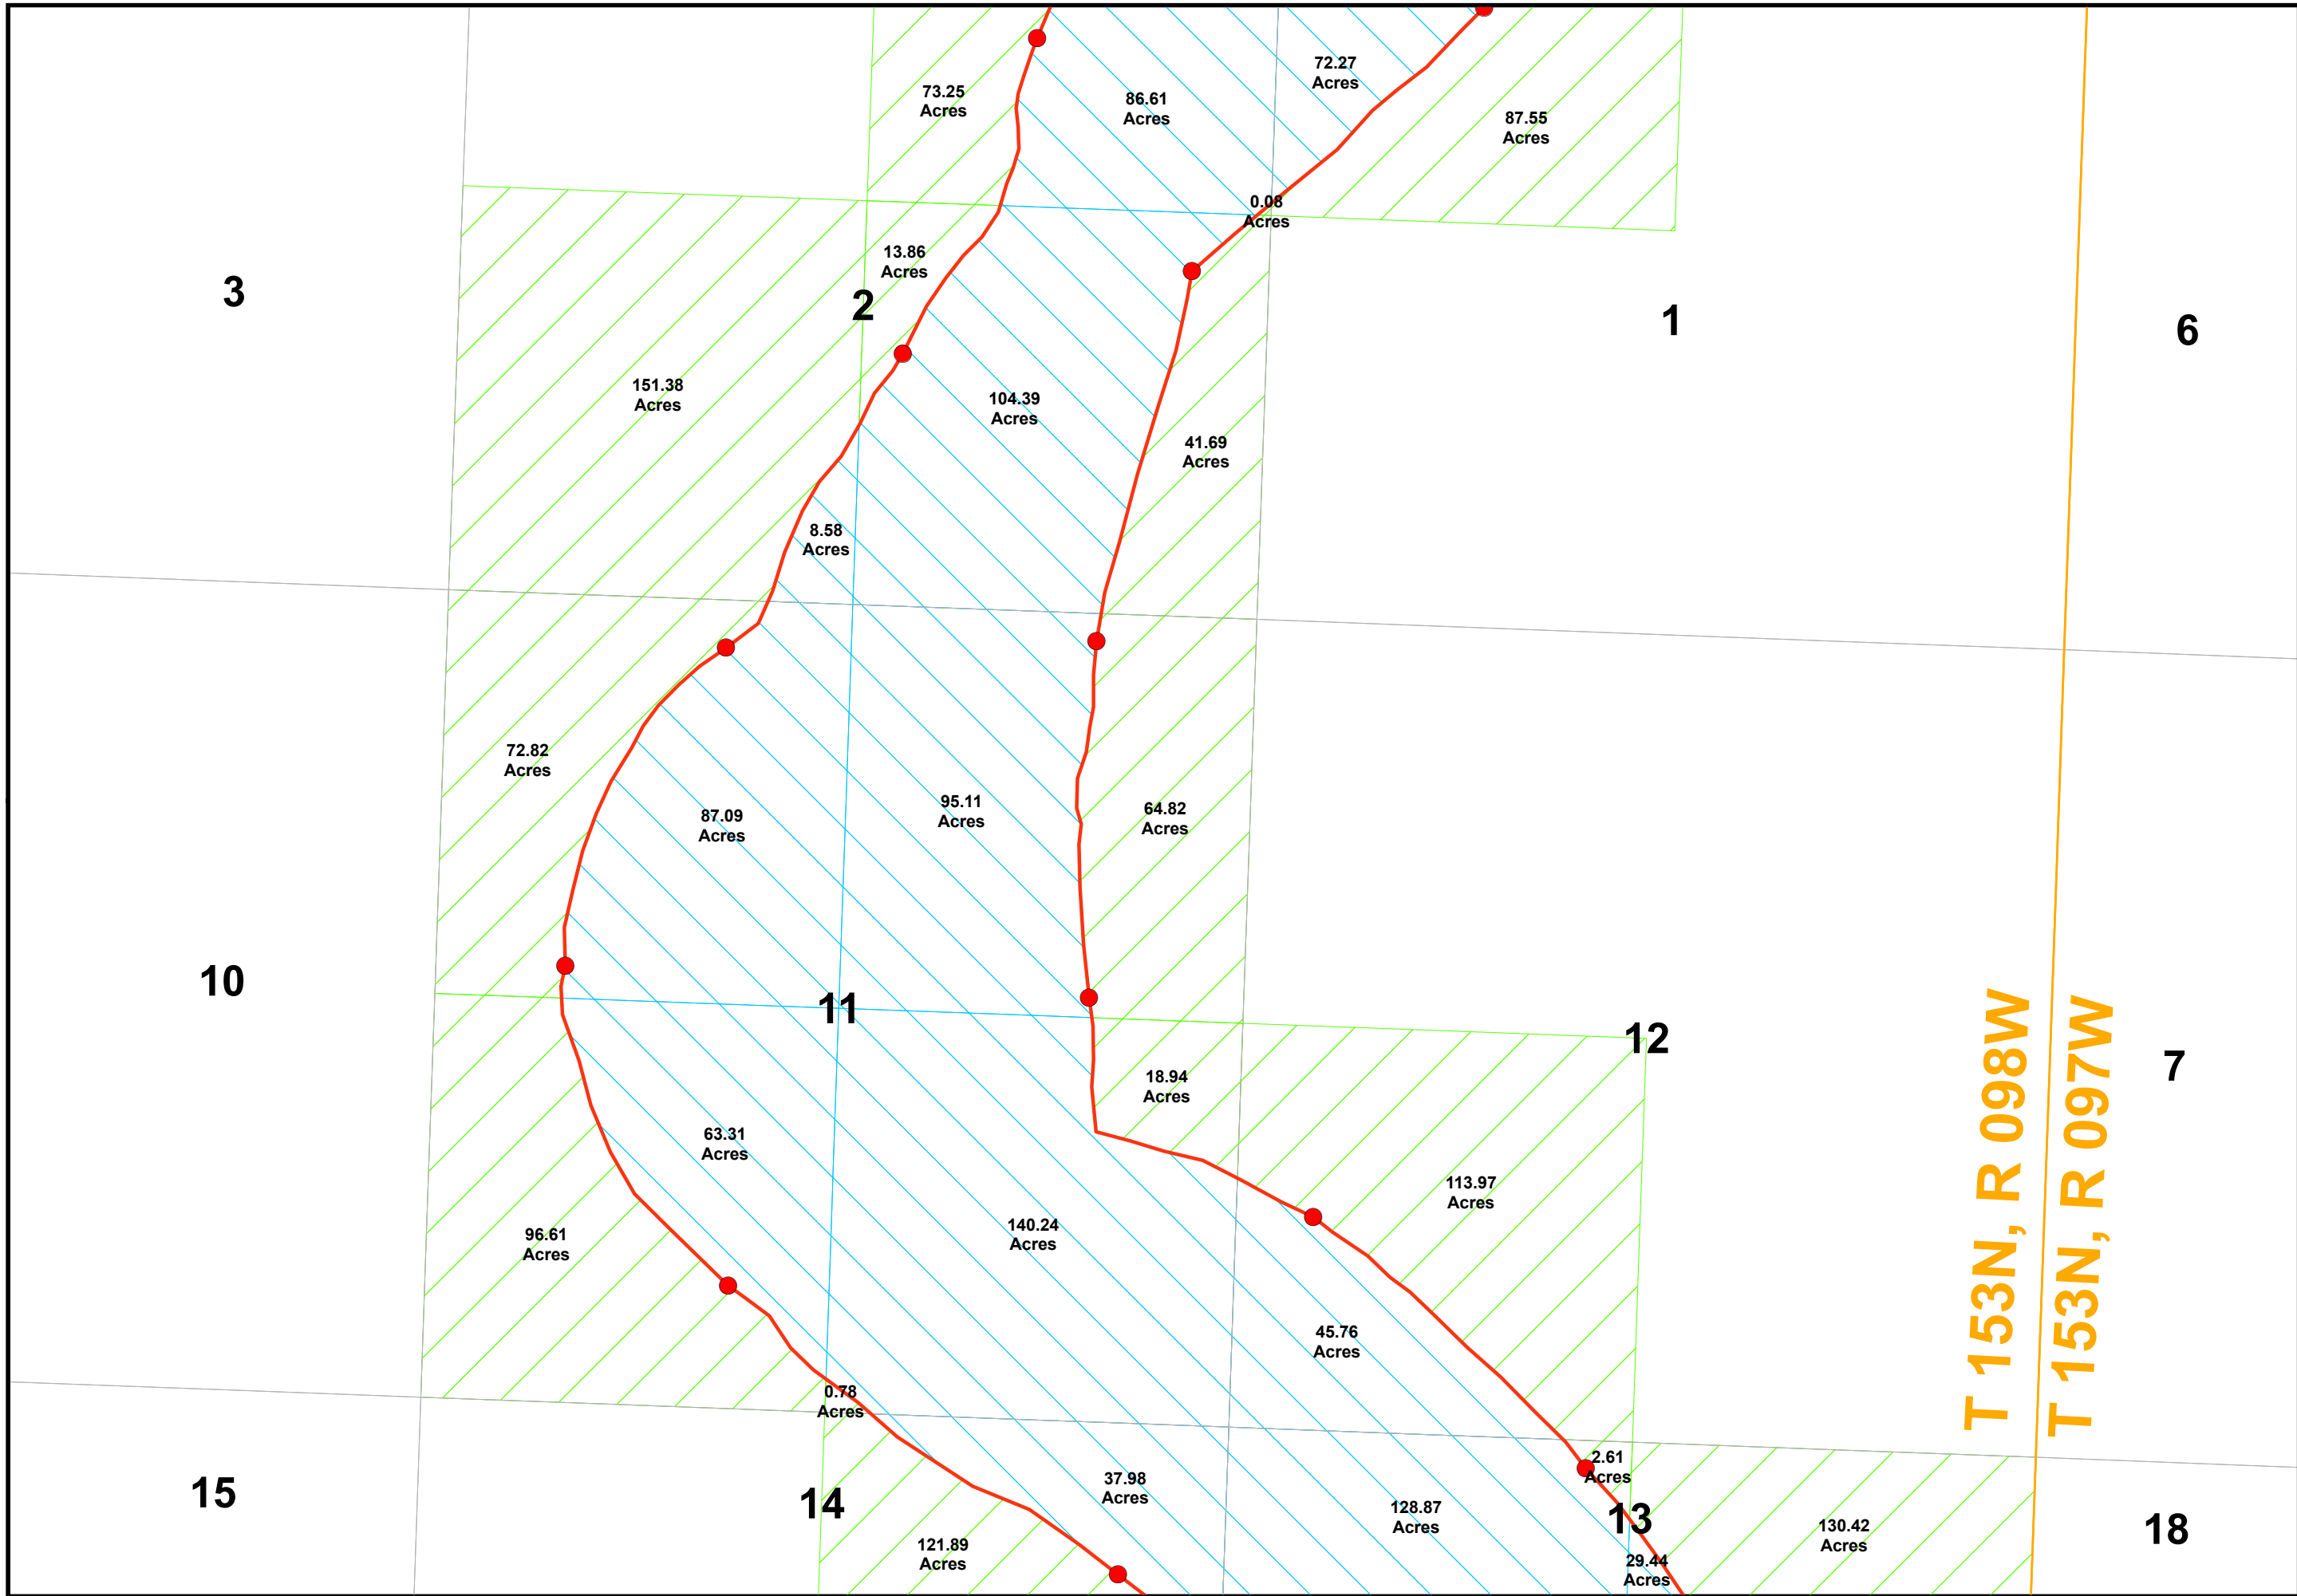 72.27
Acres
73.25
Acres
86.61
Acres
87.55
Acres
0.08
Acres
13.86
Acres
3
2
1
6
151.38
Acres
104.39
Acres
41.69
Acres
8.58
Acres
72.82
Acres
87.09
Acres
95.11
Acres
64.82
Acres
10
11
12
7
T 153N, R 098W
T 153N, R 097W
18.94
Acres
63.31
Acres
113.97
Acres
96.61
Acres
140.24
Acres
45.76
Acres
0.78
Acres
2.61
Acres
15
14
37.98
Acres
128.87
Acres
13
130.42
Acres
18
121.89
Acres
29.44
Acres